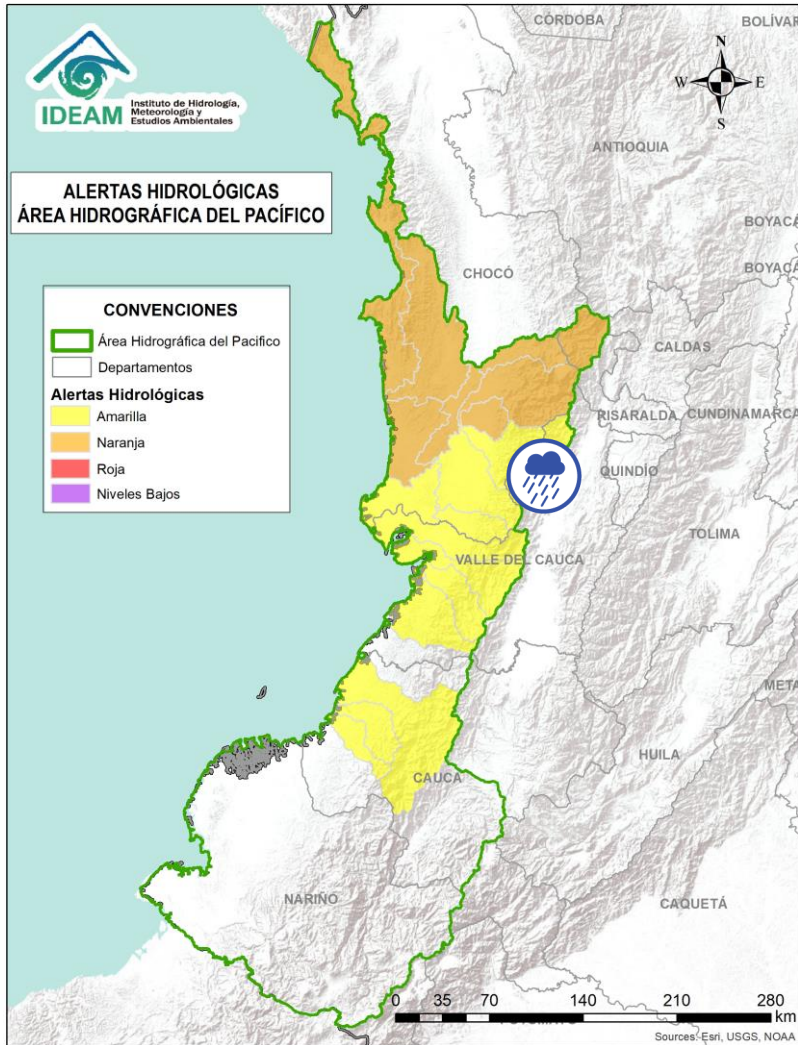 CÓRDOBA
BOLÍVAR
N
W
E
S
IDEAM
Instituto de Hidrología,
Meteorología y
Estudios Ambientales
ANTIOQUIA
ALERTAS HIDROLÓGICAS
ÁREA HIDROGRÁFICA DEL PACÍFICO
BOYACÁ
BOYACÁ
CHOCÓ
CONVENCIONES
Área Hidrográfica del Pacifico
Departamentos
Alertas Hidrológicas
Amarilla
Naranja
Roja
Niveles Bajos
CALDAS
RISARALDA
CUNDINAMARCA
QUINDÍO
TOLIMA
VALLE DEL CAUCA
META
HUILA
CAUCA
NARIÑO
CAQUETÁ
0 35 70 140 210 280
km
Sources: Esri, USGS, NOAA